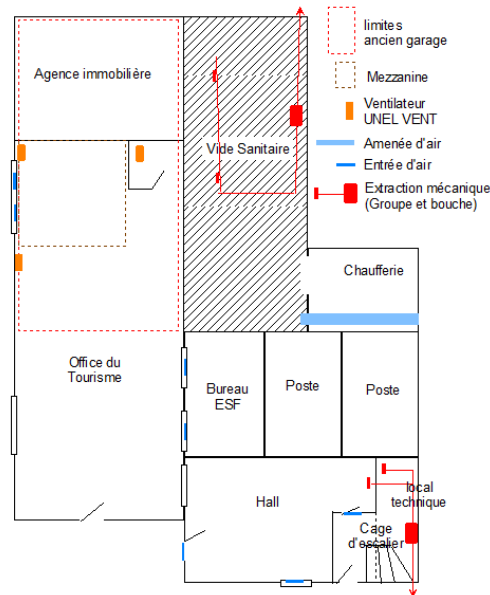 limites
ancien garage
Agence immobilière
Mezzanine
Ventilateur
UNEL VENT
Vide Sanitaire
Amenée d'air
Entrée d'air
Extraction mécanique
(Groupe et bouche)
Chaufferie
Office du
Tourisme
Bureau
ESF
Poste
Poste
Hall
local
technique
Cage
d'escalier